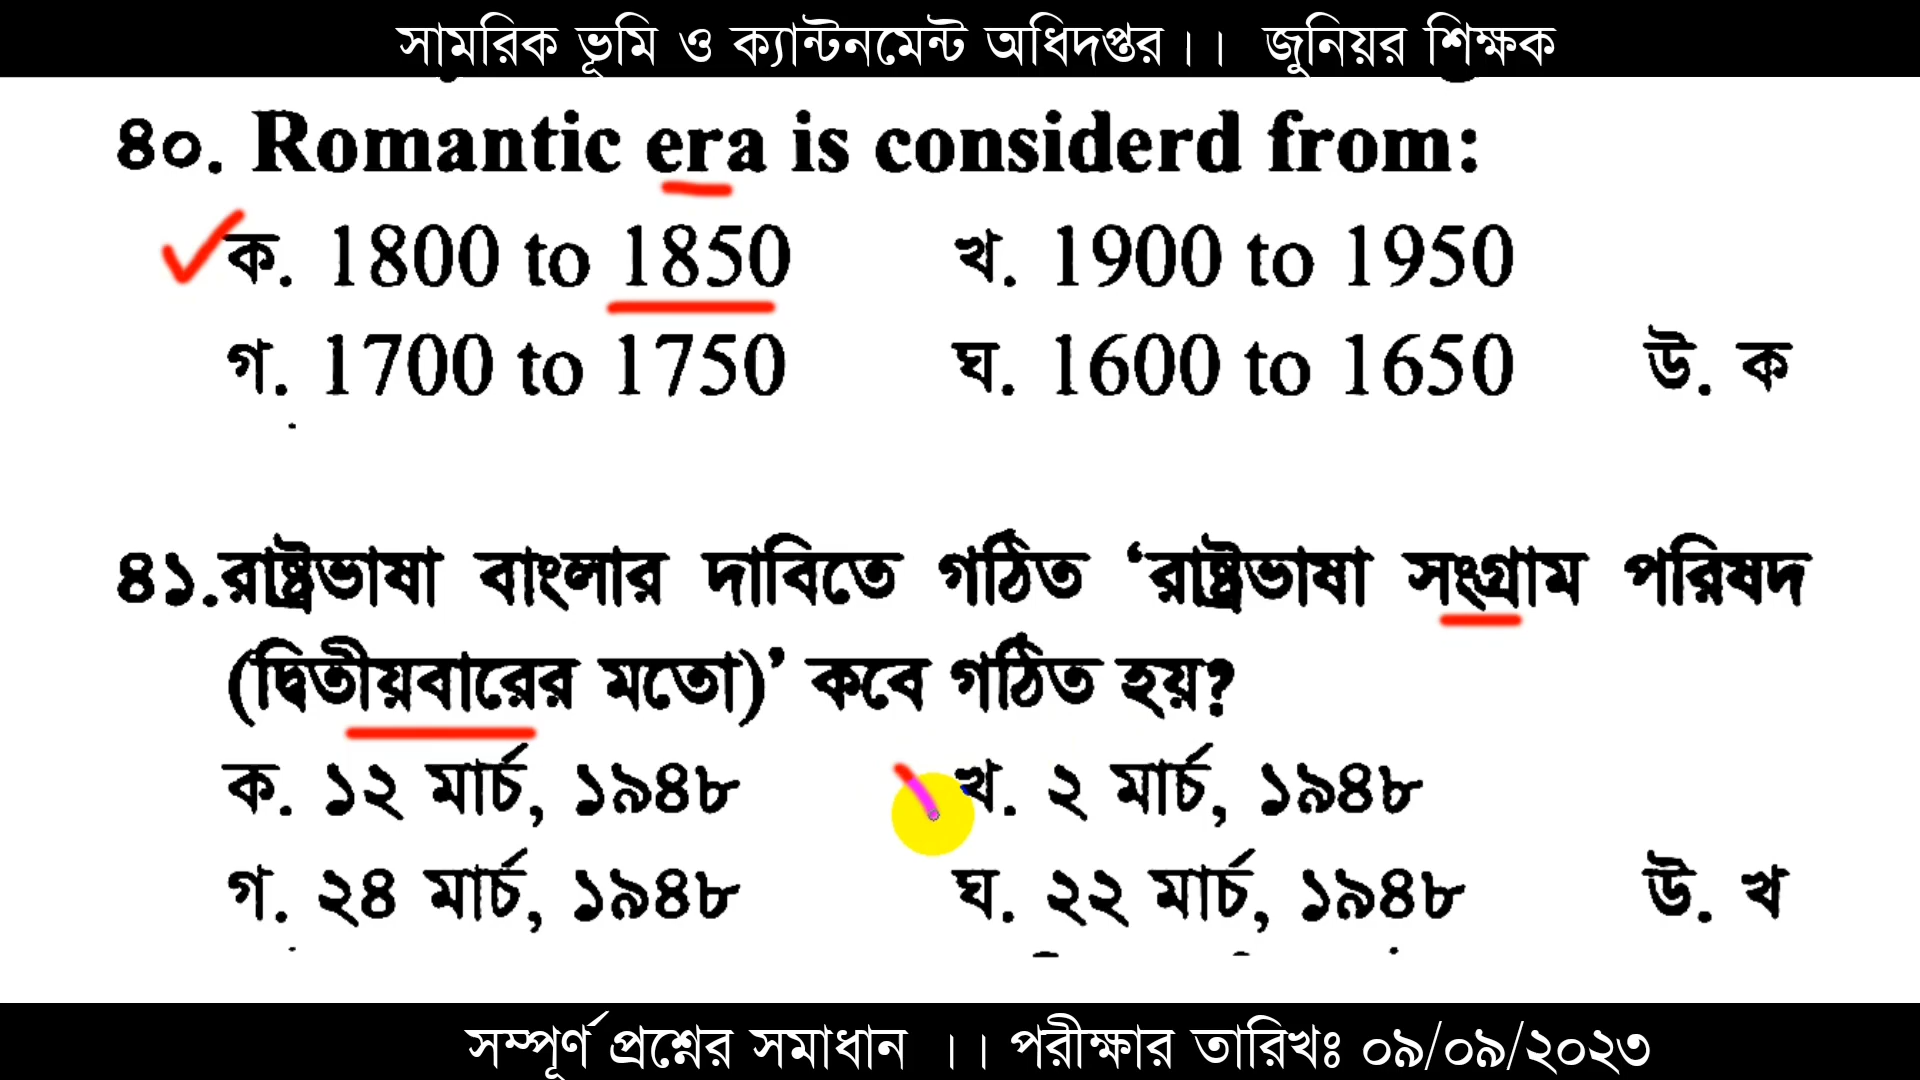 সামরিক ভূমি ও ক্যান্টনমেন্ট অধিদপ্তর।। জুনিয়র শিক্ষক
৪০. Romantic era is considerd from:
ক. 1800 to 1850 খ. 1900 to 1950
গ. 1700 to 1750 ঘ. 1600 to 1650 উ. ক
৪১.রাষ্ট্রভাষা বাংলার দাবিতে গঠিত ‘রাষ্ট্রভাষা সংগ্রাম পরিষদ
(দ্বিতীয়বারের মতো)’ কবে গঠিত হয়?
ক. ১২ মার্চ, ১৯৪৮ খ. ২ মার্চ, ১৯৪৮
গ. ২৪ মার্চ, ১৯৪৮ ঘ. ২২ মার্চ, ১৯৪৮ উ. খ
সম্পূর্ণ প্রশ্নের সমাধান ।। পরীক্ষার তারিখঃ ০৯/০৯/২০২৩